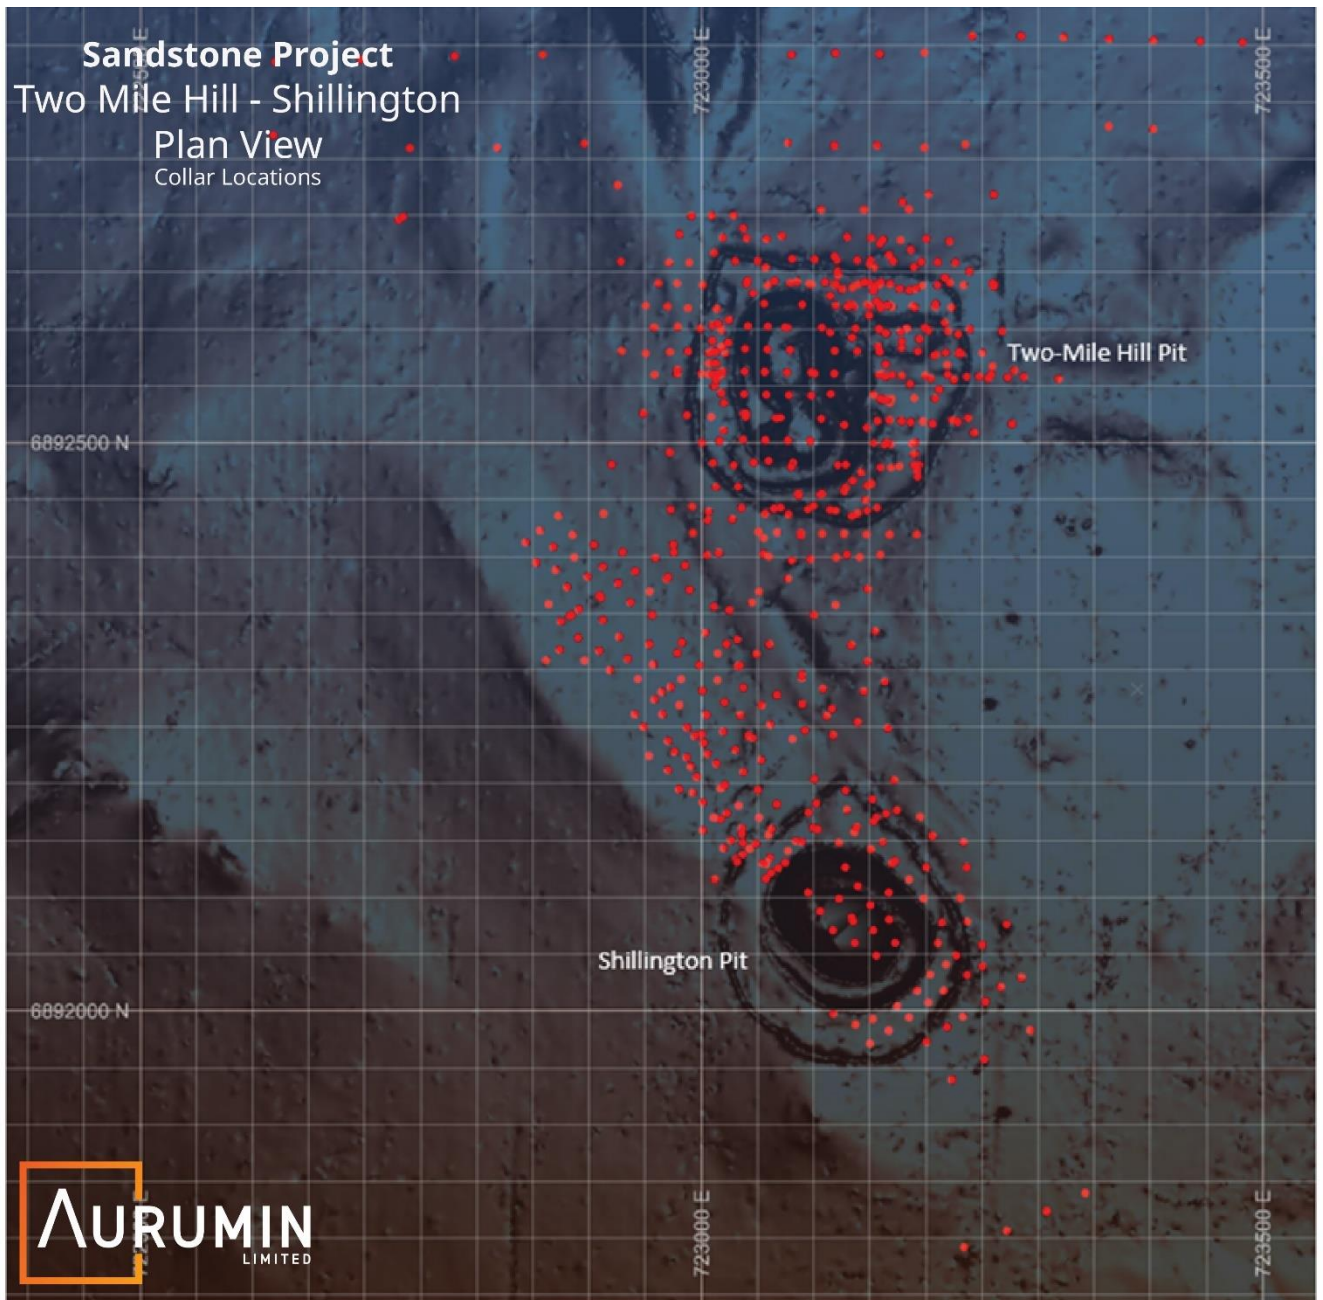 Sandstone Project
Two Mile Hill - Shillington
Plan View
Collar Locations
723000 E
723500 E
Two-Mile Hill Pit
6892500 N
Shillington Pit
6892000 N
AURUMIN
LIMITED
723000 E
723500 E